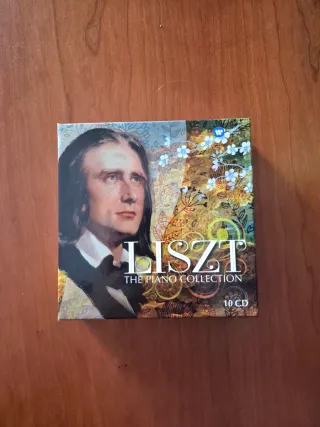 LISZT
THE PIANO COLLECTION
10 CD